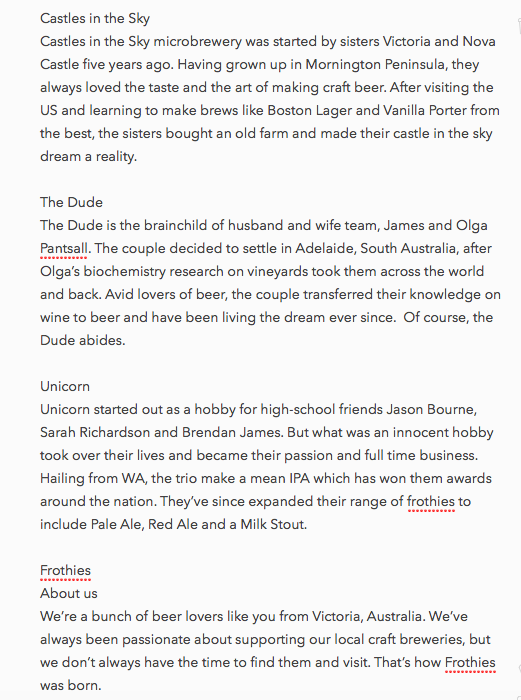 Castles in the Sky
Castles in the Sky microbrewery was started by sisters Victoria and Nova
Castle five years ago. Having grown up in Mornington Peninsula, they
always loved the taste and the art of making craft beer. After visiting the
US and learning to make brews like Boston Lager and Vanilla Porter from
the best, the sisters bought an old farm and made their castle in the sky
dream a reality.

The Dude
The Dude is the brainchild of husband and wife team, James and Olga
Pantsall. The couple decided to settle in Adelaide, South Australia, after
Olga’s biochemistry research on vineyards took them across the world
and back. Avid lovers of beer, the couple transferred their knowledge on
wine to beer and have been living the dream ever since.  Of course, the
Dude abides.

Unicorn
Unicorn started out as a hobby for high-school friends Jason Bourne,
Sarah Richardson and Brendan James. But what was an innocent hobby
took over their lives and became their passion and full time business.
Hailing from WA, the trio make a mean IPA which has won them awards
around the nation. They’ve since expanded their range of frothies to
include Pale Ale, Red Ale and a Milk Stout.

Frothies
About us
We’re a bunch of beer lovers like you from Victoria, Australia. We’ve
always been passionate about supporting our local craft breweries, but
we don’t always have the time to find them and visit. That’s how Frothies
was born.